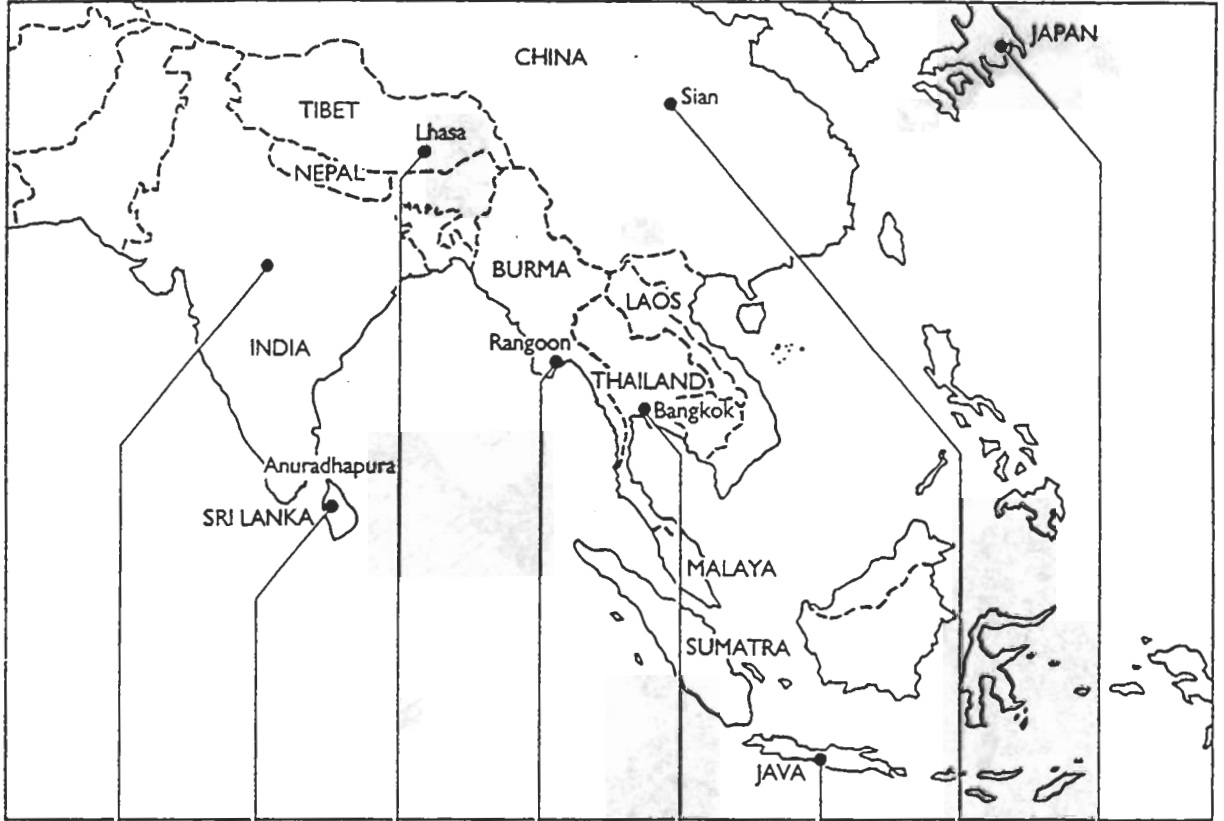 JAPAN
CHINA
Sian
TIBET
Lhasa
NEPAL
BURMA
LAOS
INDIA
Rangoon
THAILAND
Bangkok
Anuradhapura
SRI LANKA
MALAYA
SUMATRA
JAVA